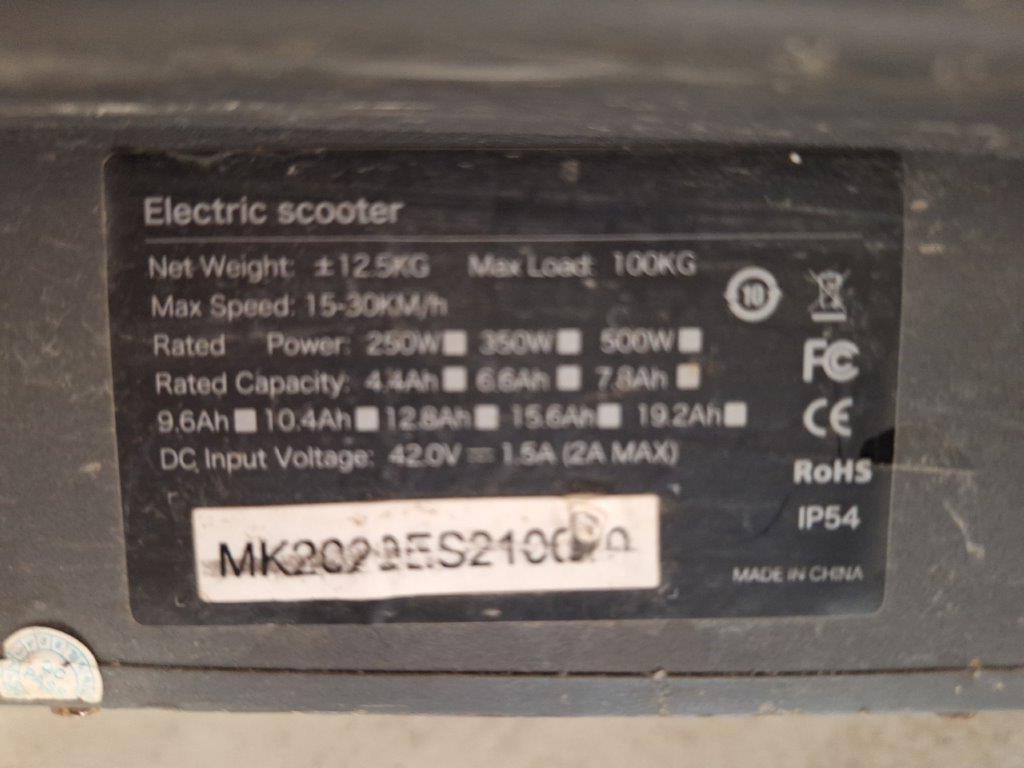 Electric scooter
Net Weight: ±12.5KG Max Load: 100KG
Max Speed: 15-30KM/h
Rated Power: 250W 350W 500W
Rated Capacity: 4.4Ah 6.6Ah 7.8Ah
9.6Ah 10.4Ah 12.8Ah 15.6Ah 19.2Ah
DC Input Voltage: 42.0V 1.5A (2A MAX)
10
FC
CE
RoHS
IP54
MADE IN CHINA